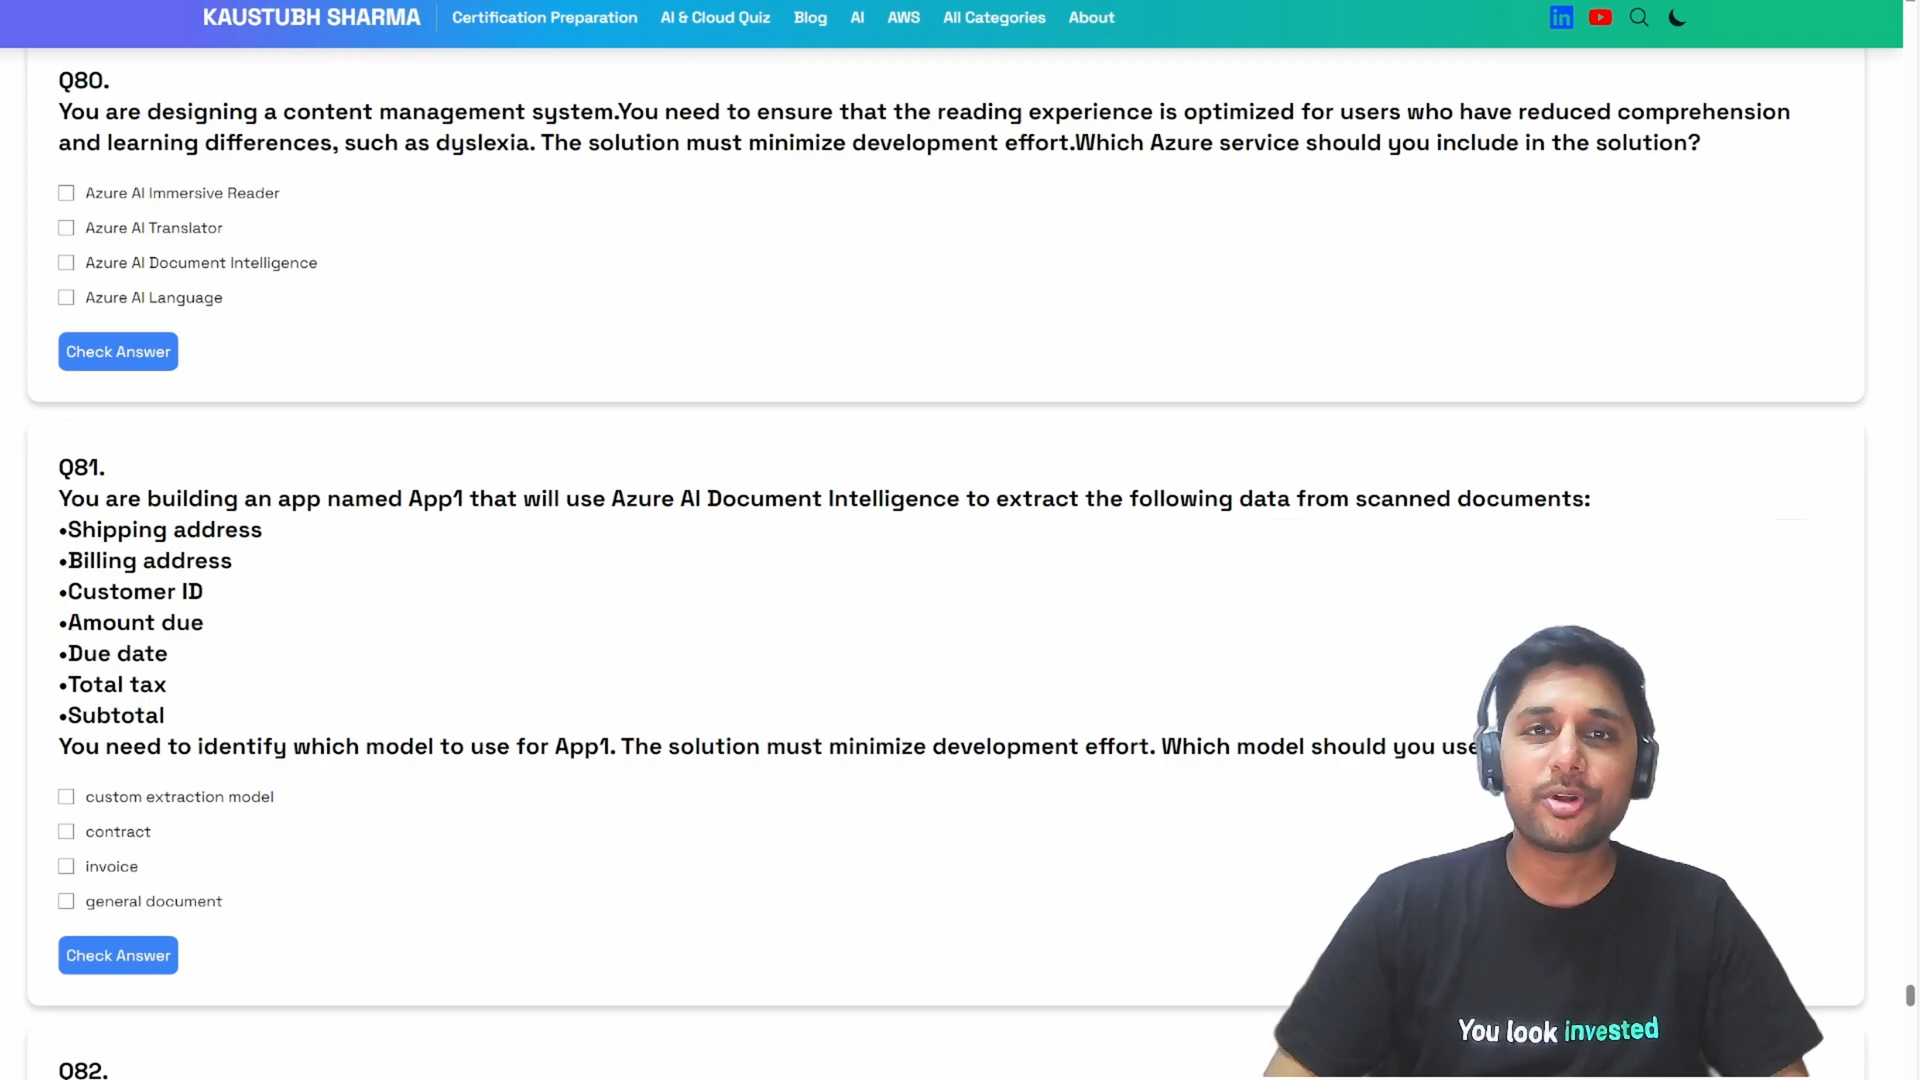 KAUSTUBH SHARMA Certification Preparation AI & Cloud Quiz Blog AI AWS All Categories About
Q80.
You are designing a content management system.You need to ensure that the reading experience is optimized for users who have reduced comprehension
and learning differences, such as dyslexia. The solution must minimize development effort.Which Azure service should you include in the solution?
Azure AI Immersive Reader
Azure AI Translator
Azure AI Document Intelligence
Azure AI Language
Check Answer
Q81.
You are building an app named App1 that will use Azure AI Document Intelligence to extract the following data from scanned documents:
•Shipping address
•Billing address
•Customer ID
•Amount due
•Due date
•Total tax
•Subtotal
You need to identify which model to use for App1. The solution must minimize development effort. Which model should you use
custom extraction model
contract
invoice
general document
Check Answer
You look invested
Q82.